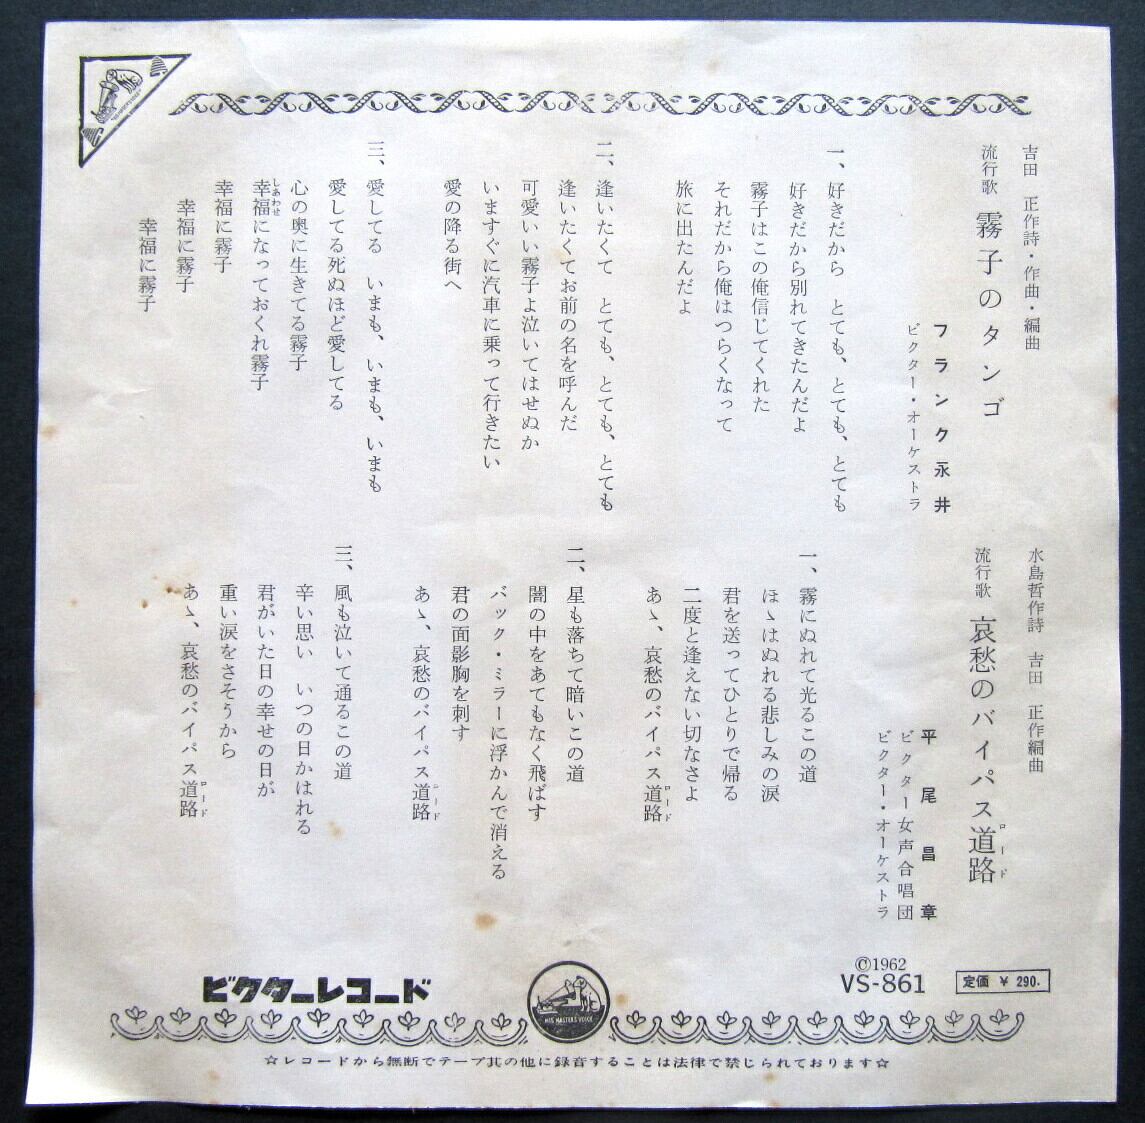 吉田　正作詩・作曲・編曲
流行歌　霧子のタンゴ
フランク永井
ビクター・オーケストラ
一、好きだから　とても、とても、とても
好きだから別れてきたんだよ
霧子はこの俺信じてくれた
それだから俺はつらくなって
旅に出たんだよ
二、逢いたくて　とても、とても、とても
逢いたくてお前の名を呼んだ
可愛いい霧子よ泣いてはせぬか
いますぐに汽車に乗って行きたい
愛の降る街へ
三、愛してる　いまも、いまも、いまも
愛してる死ぬほど愛してる
心の奥に生きてる霧子
幸福になっておくれ霧子
しあわせ
幸福に霧子
幸福に霧子
幸福に霧子
水島哲作詩　吉田　正作編曲
流行歌　哀愁のバイパス道路
ロード
平尾昌章
ビクター女声合唱団
ビクター・オーケストラ
一、霧にぬれて光るこの道
ほゝはぬれる悲しみの涙
君を送ってひとりで帰る
二度と逢えない切なさよ
あゝ、哀愁のバイパス道路
ロード
二、星も落ちて暗いこの道
闇の中をあてもなく飛ばす
バック・ミラーに浮かんで消える
君の面影胸を刺す
あゝ、哀愁のバイパス道路
ロード
三、風も泣いて通るこの道
辛い思い　いつの日かはれる
君がいた日の幸せの日が
重い涙をさそうから
あゝ、哀愁のバイパス道路
ロード
ビクターレコード
HIS MASTER'S VOICE
©1962
VS-861
定価 ¥ 290.
☆レコードから無断でテープ其の他に録音することは法律で禁じられております☆